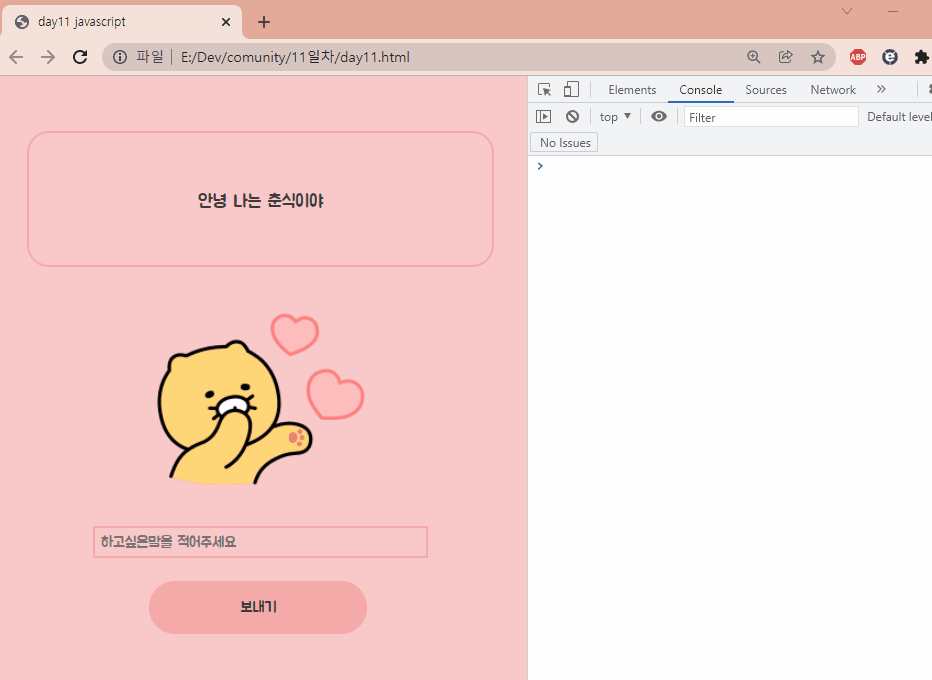 day11 javascript
파일 E:/Dev/comunity/11일차/day11.html
ABP
Elements Console Sources Network
top Filter Default level
No Issues
안녕 나는 춘식이야
하고싶은말을 적어주세요
보내기